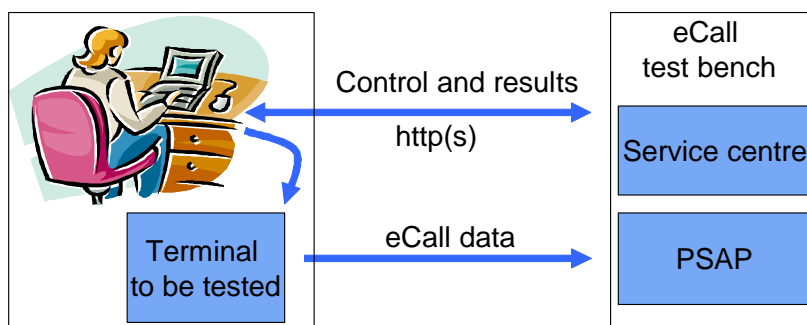 eCall
test bench
Control and results
http(s)
Service centre
Terminal
to be tested
eCall data
PSAP